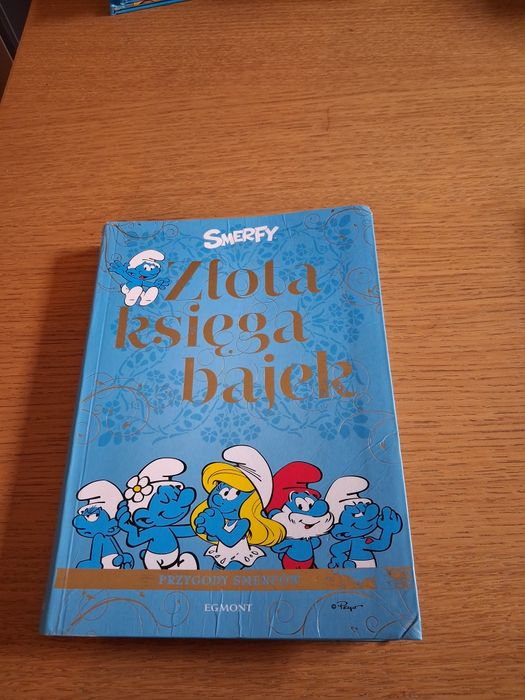 SMERFY
Złota
księga
bajek
PRZYGODY SMERFÓW
EGMONT
© Peyo